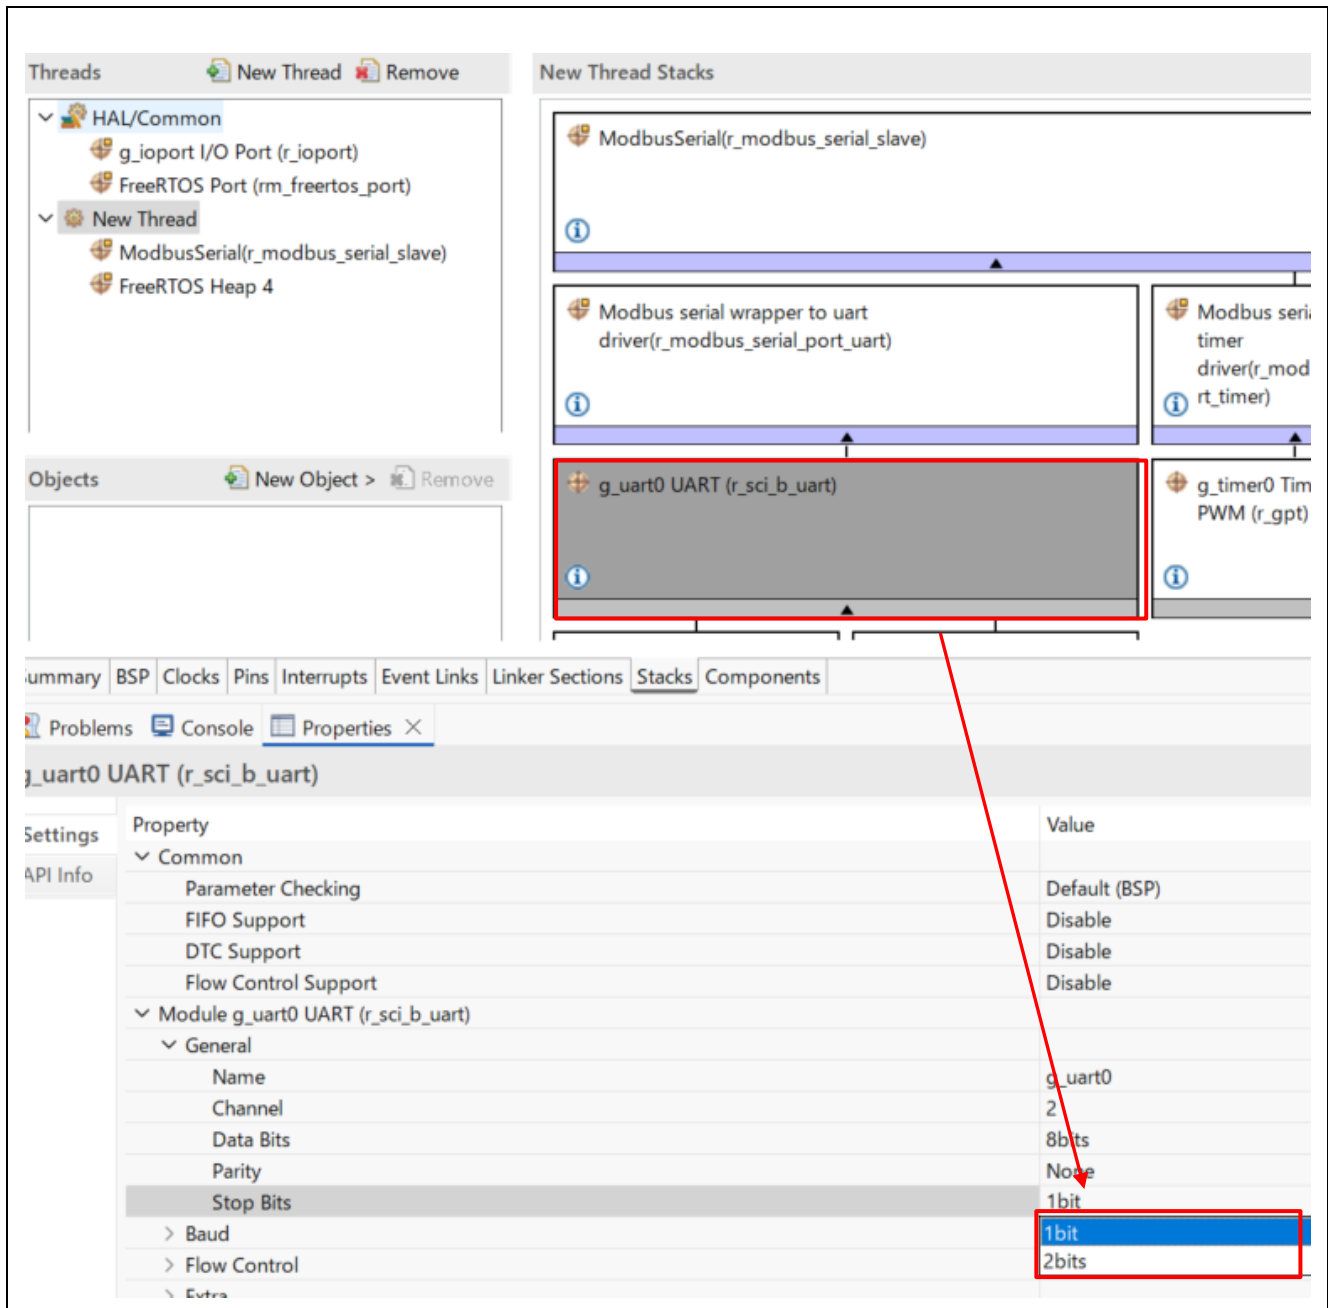 Threads
New Thread
Remove
HAL/Common
g_ioport I/O Port (r_ioport)
FreeRTOS Port (rm_freertos_port)
New Thread
ModbusSerial(r_modbus_serial_slave)
FreeRTOS Heap 4
Objects
New Object >
Remove
New Thread Stacks
ModbusSerial(r_modbus_serial_slave)
Modbus serial wrapper to uart
driver(r_modbus_serial_port_uart)
Modbus seri
timer
driver(r_mod
rt_timer)
g_uart0 UART (r_sci_b_uart)
g_timer0 Tim
PWM (r_gpt)
ummary BSP Clocks Pins Interrupts Event Links Linker Sections Stacks Components
Problems Console Properties
g_uart0 UART (r_sci_b_uart)
Settings
API Info
Property Value
Common
Parameter Checking Default (BSP)
FIFO Support Disable
DTC Support Disable
Flow Control Support Disable
Module g_uart0 UART (r_sci_b_uart)
General
Name g_uart0
Channel 2
Data Bits 8bits
Parity None
Stop Bits 1bit
Baud 1bit
Flow Control 2bits
Extra